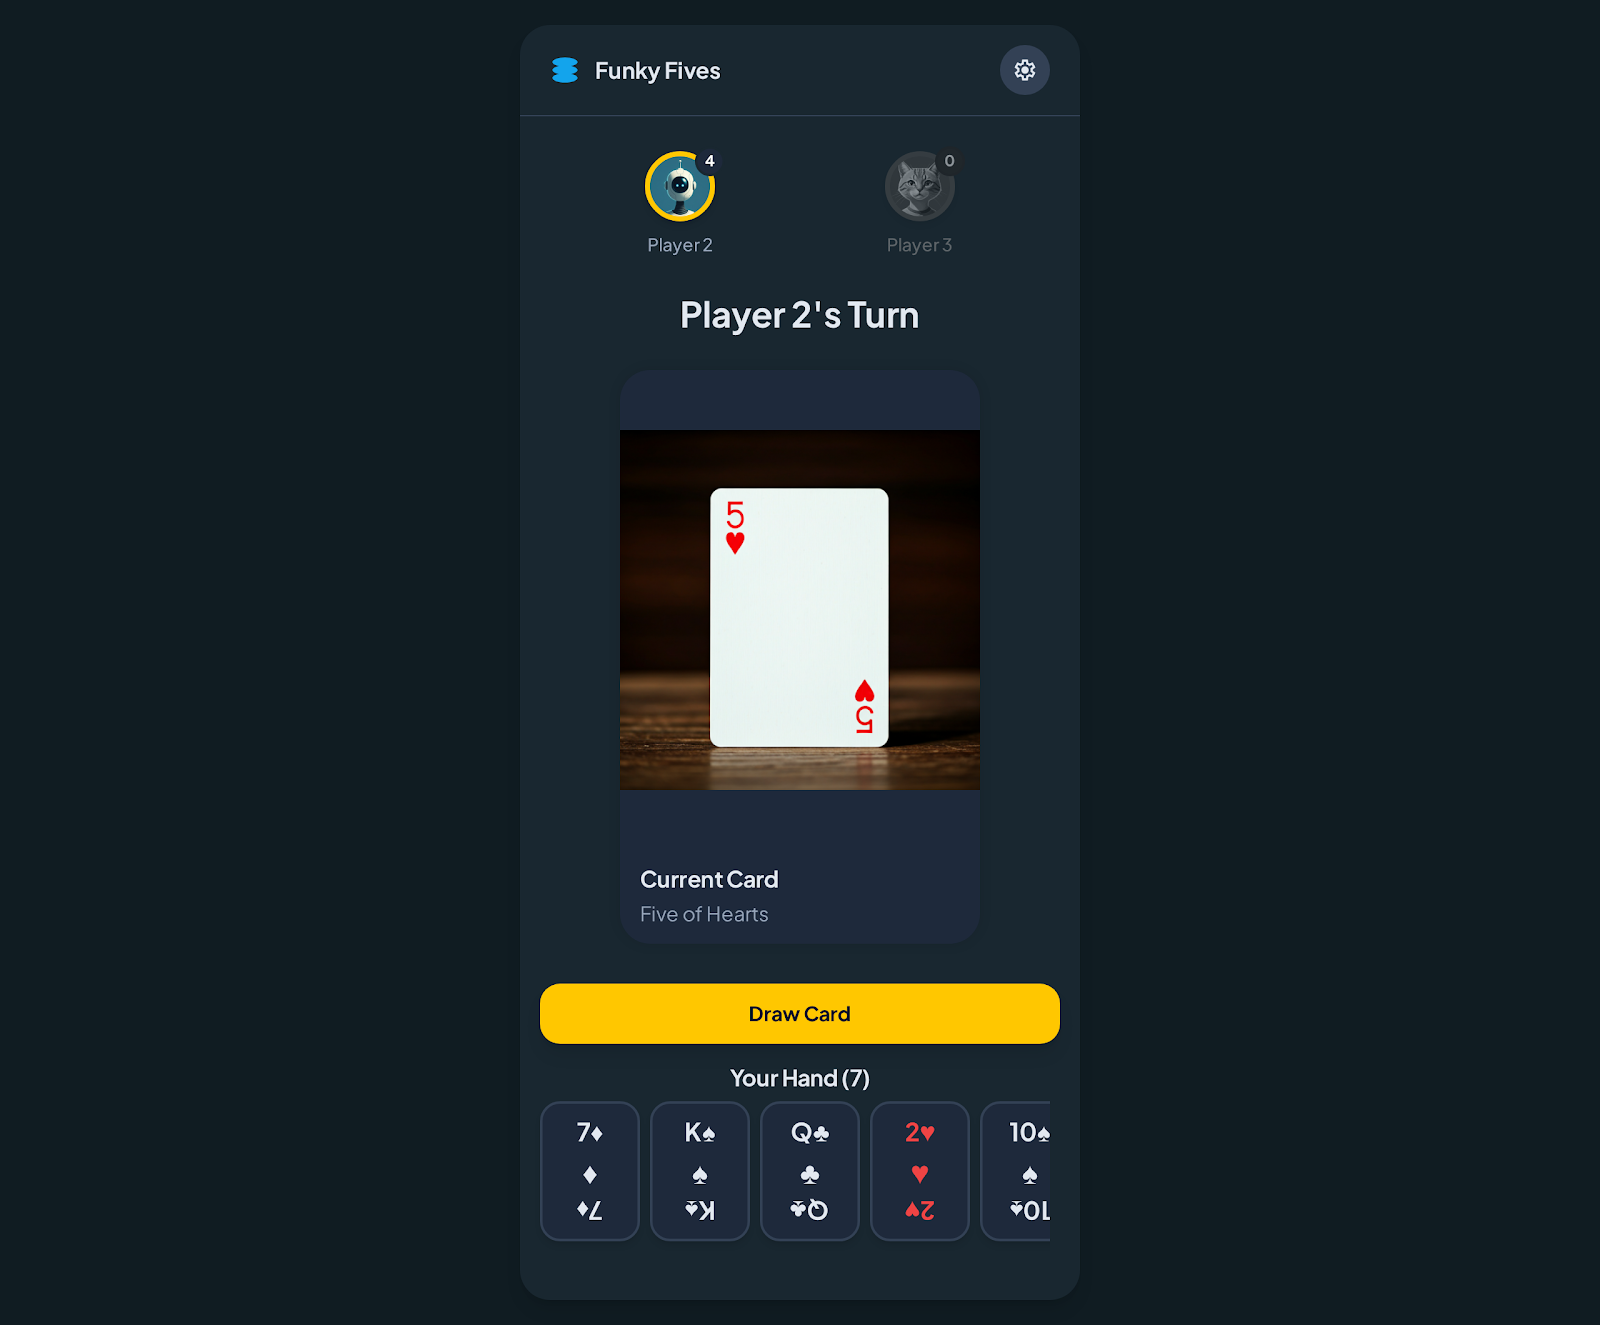 Funky Fives
4
0
Player 2
Player 3
Player 2's Turn
5
♥
♥
5
Current Card
Five of Hearts
Draw Card
Your Hand (7)
7♦ K♠ Q♣ 2♥ 10♠
♦ ♠ ♣ ♥ ♠
7♦ K♠ Q♣ 2♥ 10♠